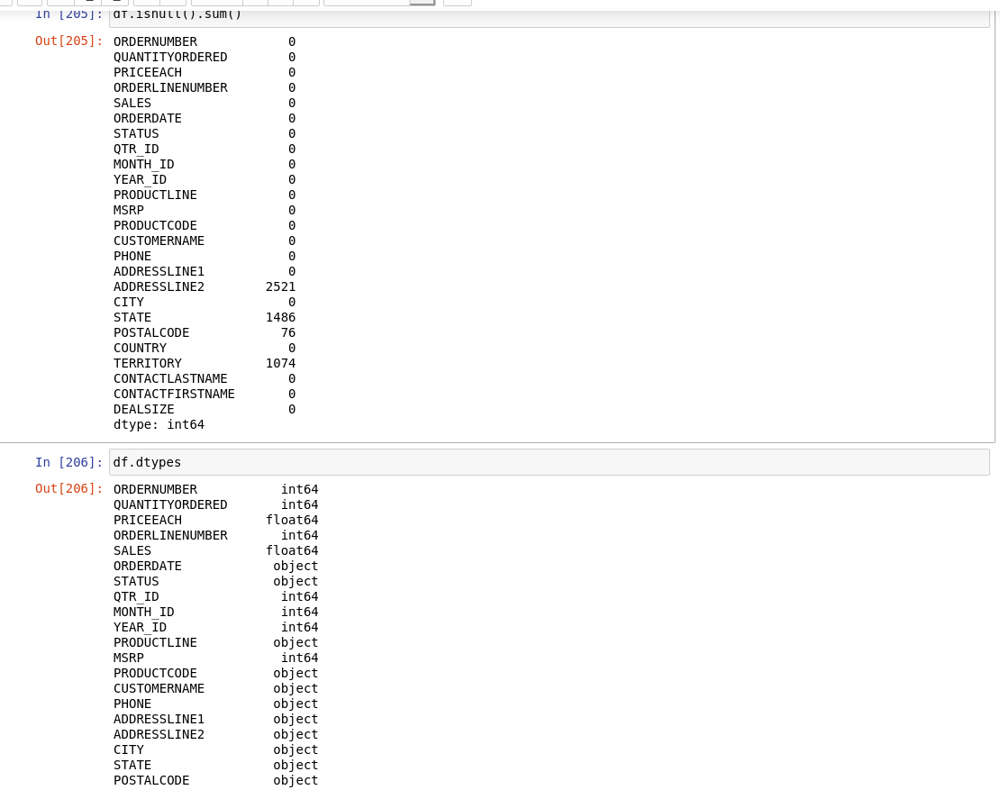 In [205]: df.isnull().sum()
Out[205]: ORDERNUMBER 0
QUANTITYORDERED 0
PRICEEACH 0
ORDERLINENUMBER 0
SALES 0
ORDERDATE 0
STATUS 0
QTR_ID 0
MONTH_ID 0
YEAR_ID 0
PRODUCTLINE 0
MSRP 0
PRODUCTCODE 0
CUSTOMERNAME 0
PHONE 0
ADDRESSLINE1 0
ADDRESSLINE2 2521
CITY 0
STATE 1486
POSTALCODE 76
COUNTRY 0
TERRITORY 1074
CONTACTLASTNAME 0
CONTACTFIRSTNAME 0
DEALSIZE 0
dtype: int64
In [206]: df.dtypes
Out[206]: ORDERNUMBER int64
QUANTITYORDERED int64
PRICEEACH float64
ORDERLINENUMBER int64
SALES float64
ORDERDATE object
STATUS object
QTR_ID int64
MONTH_ID int64
YEAR_ID int64
PRODUCTLINE object
MSRP int64
PRODUCTCODE object
CUSTOMERNAME object
PHONE object
ADDRESSLINE1 object
ADDRESSLINE2 object
CITY object
STATE object
POSTALCODE object